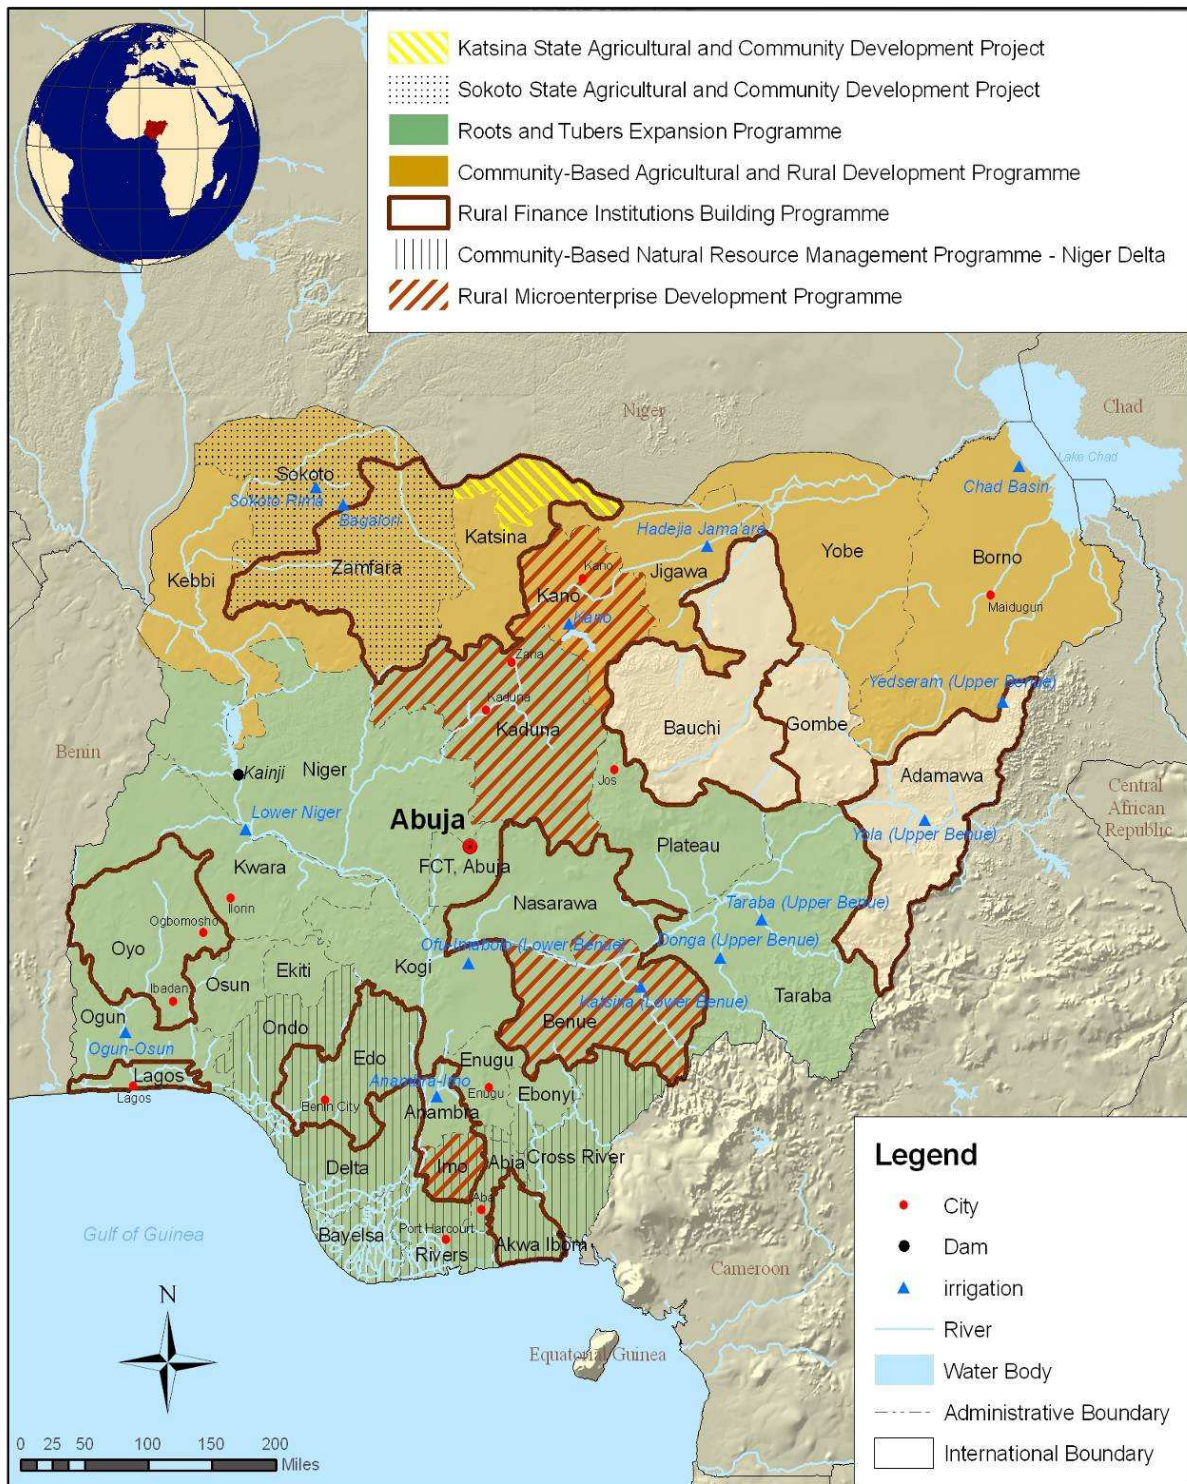 Katsina State Agricultural and Community Development Project
Sokoto State Agricultural and Community Development Project
Roots and Tubers Expansion Programme
Community-Based Agricultural and Rural Development Programme
Rural Finance Institutions Building Programme
Community-Based Natural Resource Management Programme - Niger Delta
Rural Microenterprise Development Programme
Niger
Chad
Lake Chad
Sokoto
Sokoto Rima
Bagalori
Chad Basin
Katsina
Hadejia Jama'are
Yobe
Borno
Kebbi
Zamfara
Kano
Kano
Jigawa
Maiduguri
Kano
Zaria
Yedseram (Upper Benue)
Kaduna
Kaduna
Bauchi
Gombe
Benin
Kainji
Niger
Jos
Adamawa
Central
African
Republic
Lower Niger
Abuja
Yola (Upper Benue)
Kwara
FCT, Abuja
Plateau
Ilorin
Nasarawa
Taraba (Upper Benue)
Ogbomosho
Oyo
Ofu-Imabolo (Lower Benue)
Donga (Upper Benue)
Ekiti
Kogi
Osun
Ibadan
Katsina (Lower Benue)
Taraba
Ogun
Ondo
Benue
Ogun-Osun
Edo
Enugu
Lagos
Lagos
Anambra-Imo
Enugu
Ebonyi
Benin City
Anambra
Delta
Imo
Abia
Cross River
Aba
Gulf of Guinea
Bayelsa
Port Harcourt
Rivers
Akwa Ibom
Cameroon
Equatorial Guinea
N
0 25 50 100 150 200
Miles
Legend
City
Dam
irrigation
River
Water Body
Administrative Boundary
International Boundary